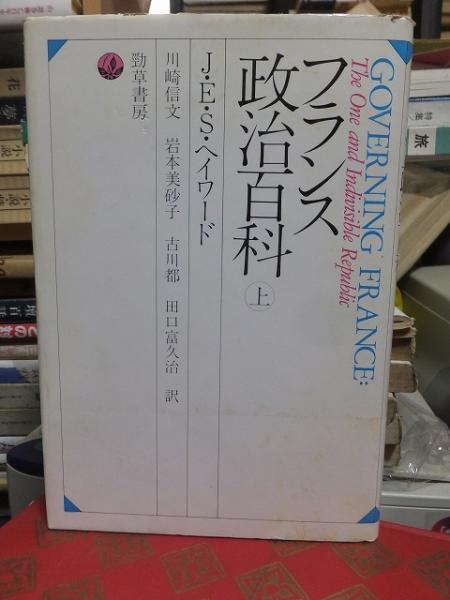 GOVERNING FRANCE:
The One and Indivisible Republic
フランス
政治百科 上
J・E・S・ヘイワード
川崎信文 岩本美砂子 古川都 田口富久治 訳
勁草書房
旅